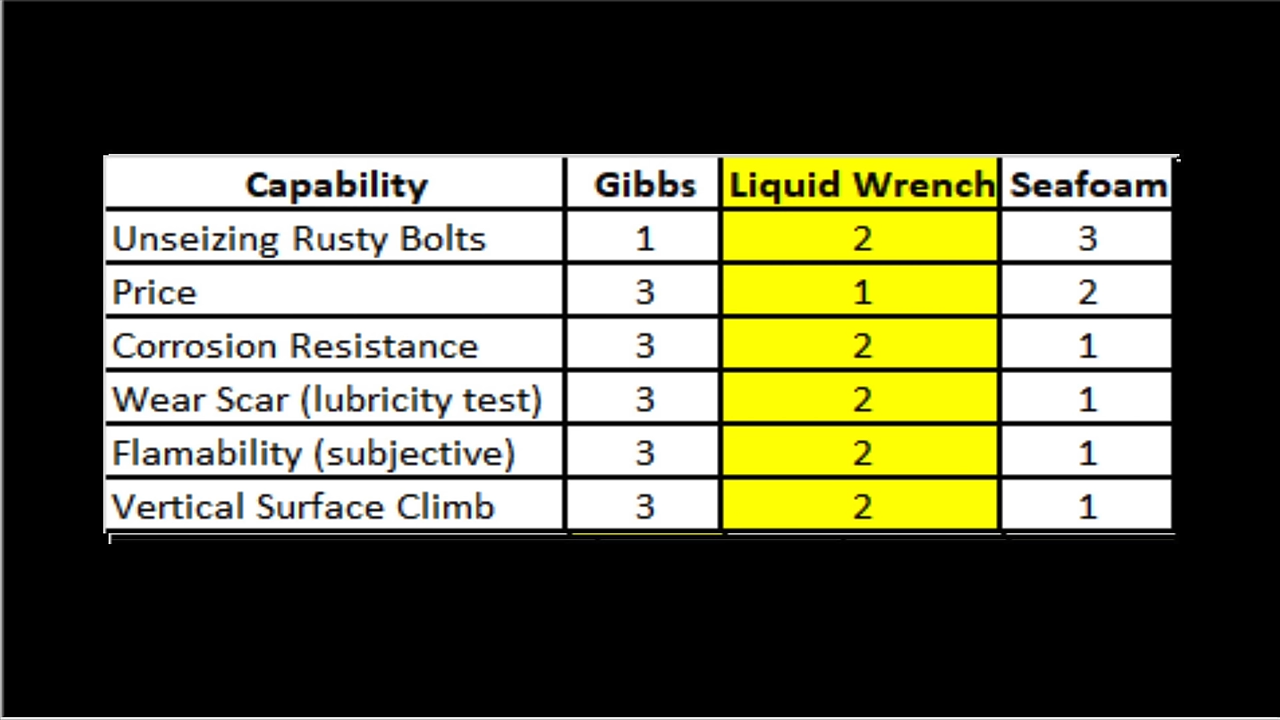 Capability Gibbs Liquid Wrench Seafoam
Unseizing Rusty Bolts 1 2 3
Price 3 1 2
Corrosion Resistance 3 2 1
Wear Scar (lubricity test) 3 2 1
Flamability (subjective) 3 2 1
Vertical Surface Climb 3 2 1